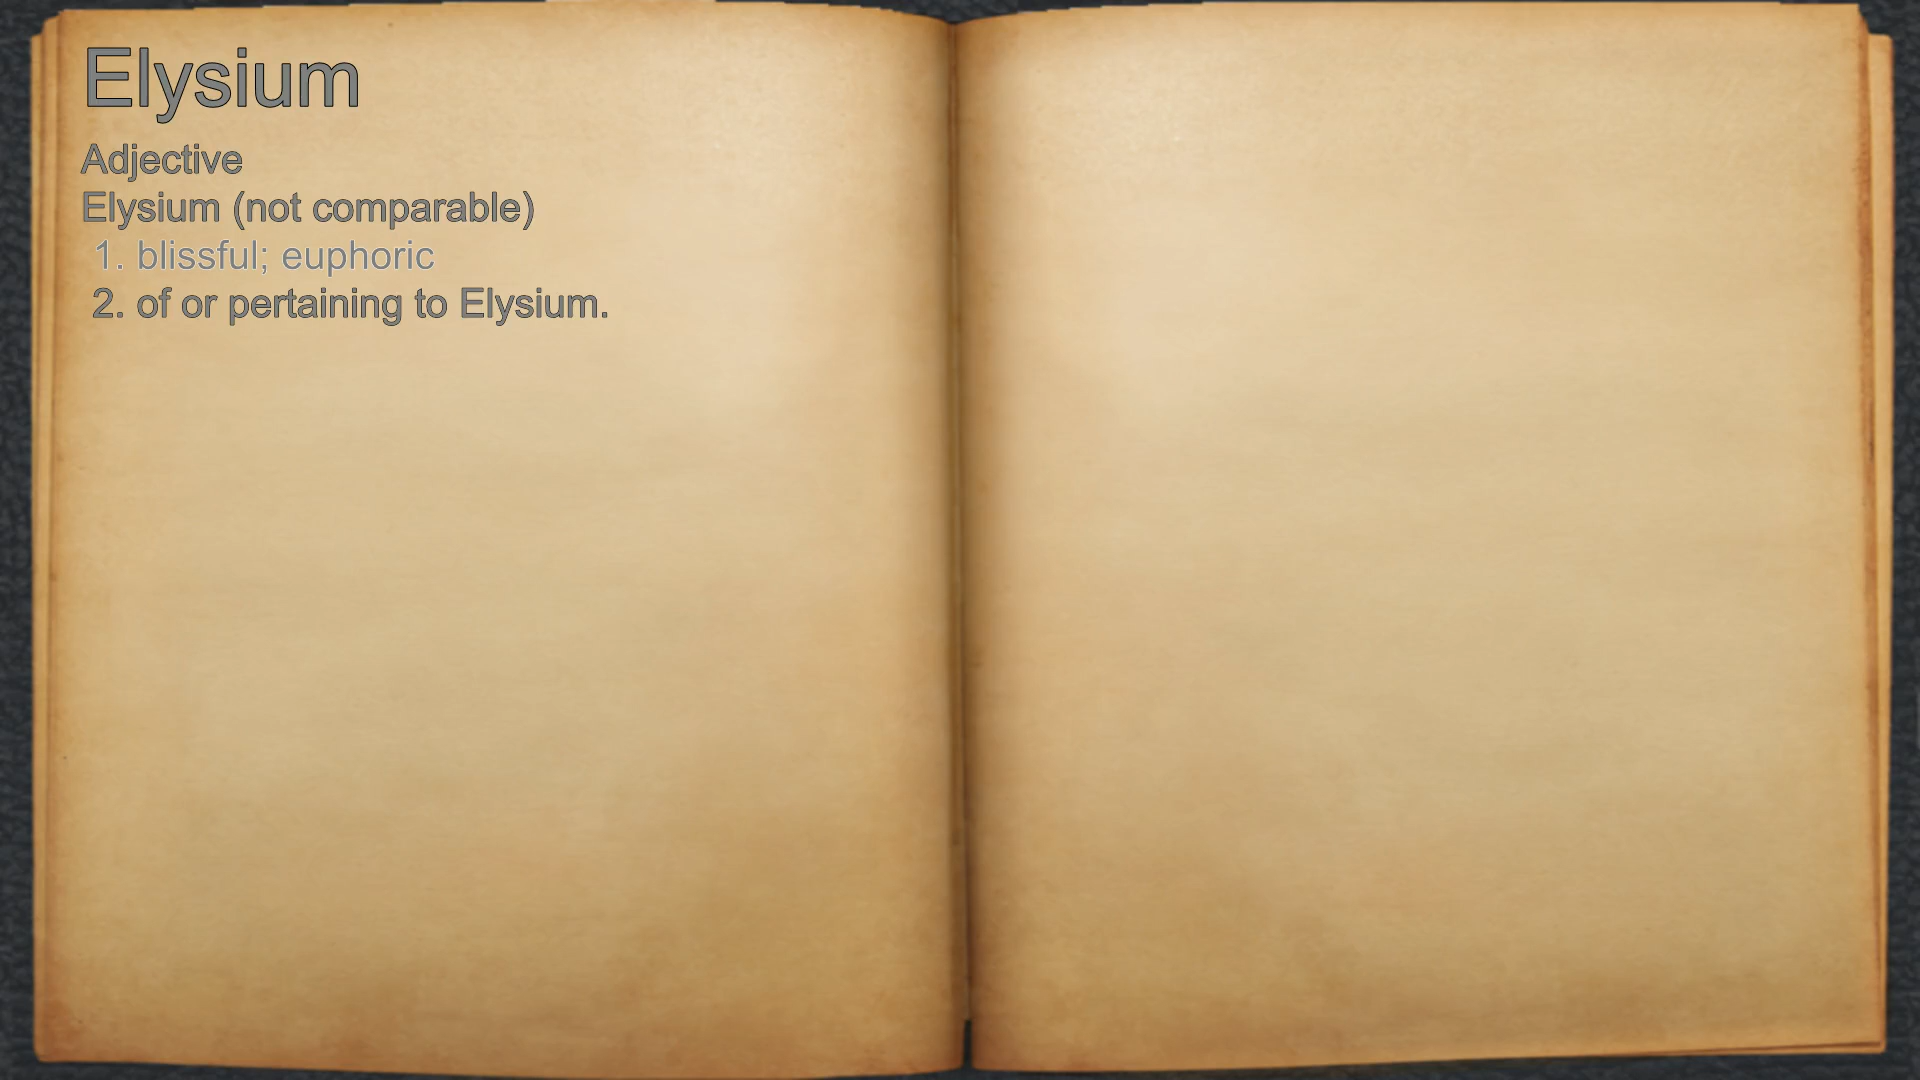 Elysium
Adjective
Elysium (not comparable)
1. blissful; euphoric
2. of or pertaining to Elysium.